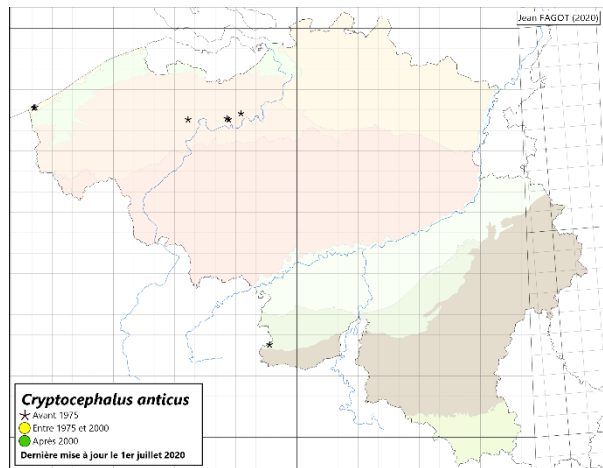 Jean FAGOT (2020)
Cryptocephalus anticus
Avant 1975
Entre 1975 et 2000
Après 2000
Dernière mise à jour le 1er juillet 2020